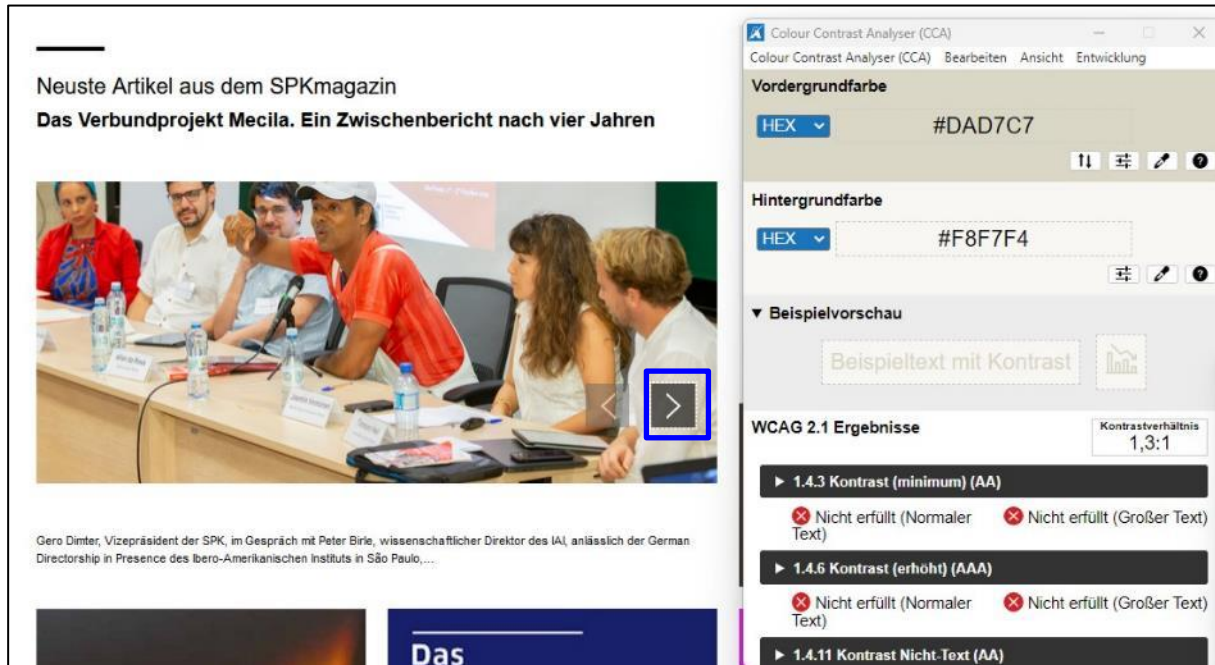 Neuste Artikel aus dem SPKmagazin
Das Verbundprojekt Mecila. Ein Zwischenbericht nach vier Jahren
Gero Dimter, Vizepräsident der SPK, im Gespräch mit Peter Birle, wissenschaftlicher Direktor des IAI, anlässlich der German
Directorship in Presence des Ibero-Amerikanischen Instituts in São Paulo,...
Das
Colour Contrast Analyser (CCA)
Colour Contrast Analyser (CCA) Bearbeiten Ansicht Entwicklung
Vordergrundfarbe
HEX #DAD7C7
Hintergrundfarbe
HEX #F8F7F4
▼ Beispielvorschau
Beispieltext mit Kontrast
WCAG 2.1 Ergebnisse
Kontrastverhältnis
1,3:1
▶ 1.4.3 Kontrast (minimum) (AA)
Nicht erfüllt (Normaler Nicht erfüllt (Großer Text)
Text)
▶ 1.4.6 Kontrast (erhöht) (AAA)
Nicht erfüllt (Normaler Nicht erfüllt (Großer Text)
Text)
▶ 1.4.11 Kontrast Nicht-Text (AA)